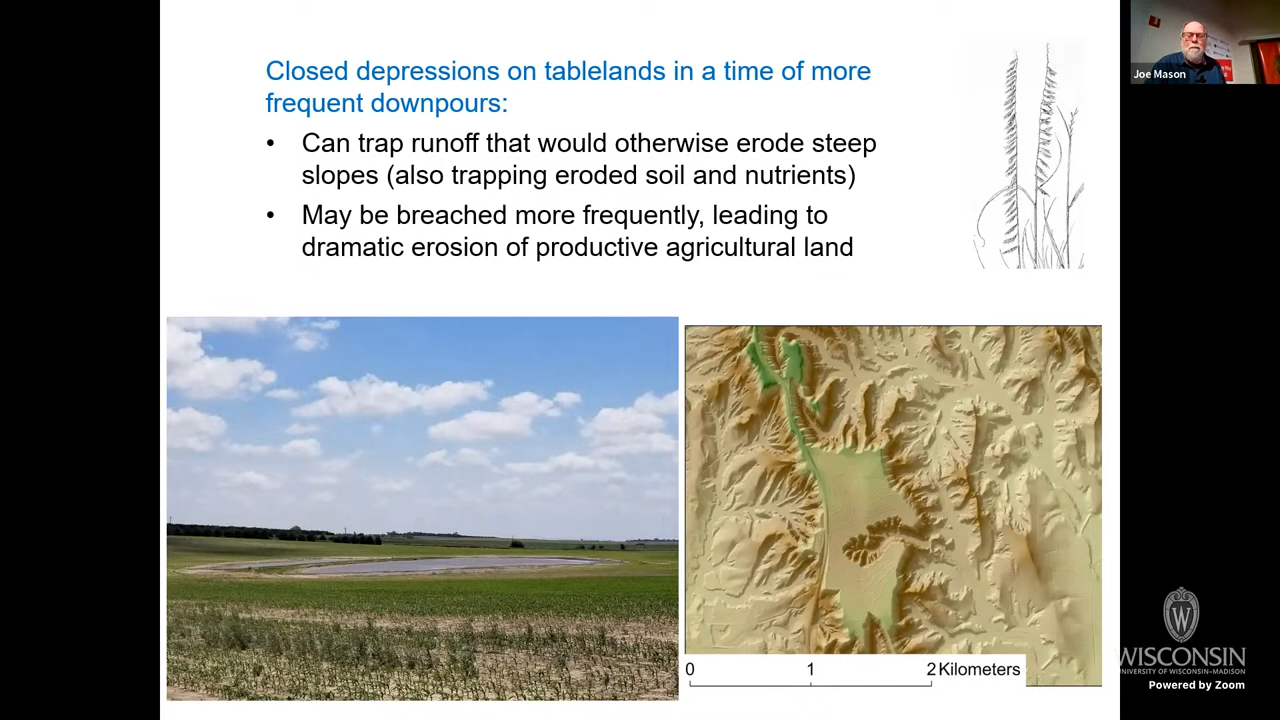 Closed depressions on tablelands in a time of more
frequent downpours:
• Can trap runoff that would otherwise erode steep
slopes (also trapping eroded soil and nutrients)
• May be breached more frequently, leading to
dramatic erosion of productive agricultural land
Joe Mason
0 1 2 Kilometers
W
WISCONSIN
UNIVERSITY OF WISCONSIN–MADISON
Powered by Zoom